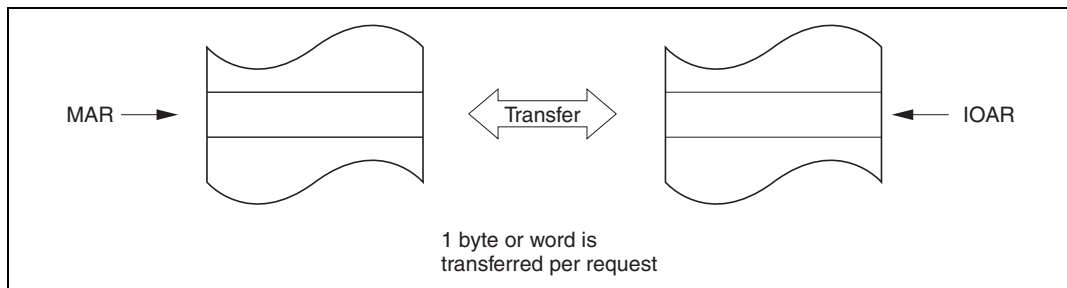 MAR
Transfer
IOAR
1 byte or word is
transferred per request